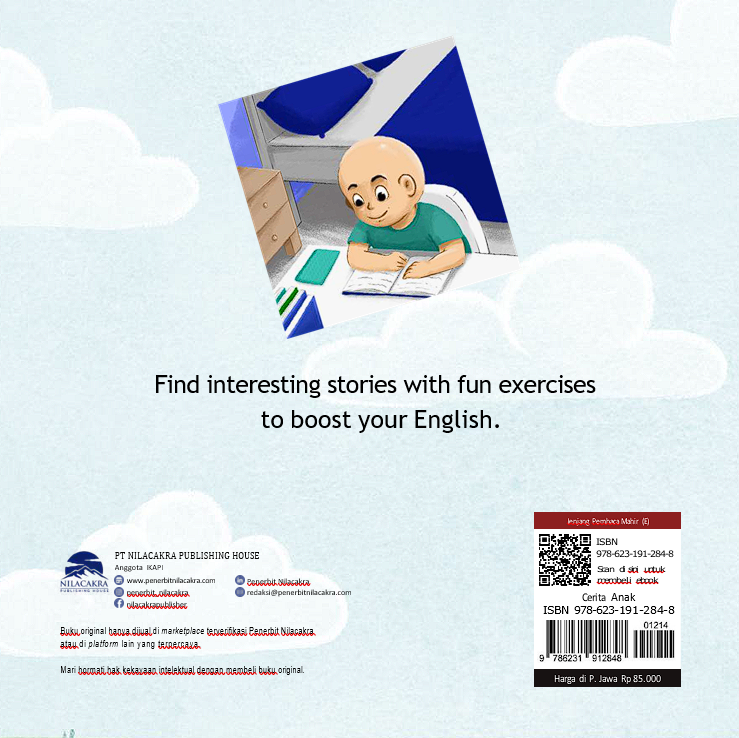 Find interesting stories with fun exercises
to boost your English.
NILACAKRA
PUBLISHING HOUSE
PT NILACAKRA PUBLISHING HOUSE
Anggota IKAPI
www.penerbitnilacakra.com
Penerbit Nilacakra
penerbit_nilacakra
redaksi@penerbitnilacakra.com
nilacakrapublisher
Buku original hanya dijual di marketplace terverifikasi Penerbit Nilacakra
atau di platform lain yang terpercaya.
Mari hormati hak kekayaan intelektual dengan membeli buku original.
Jenjang Pembaca Mahir (E)
ISBN
978-623-191-284-8
Scan di sini untuk
membeli ebook
Cerita Anak
ISBN 978-623-191-284-8
01214
9 786231 912848
Harga di P. Jawa Rp 85.000